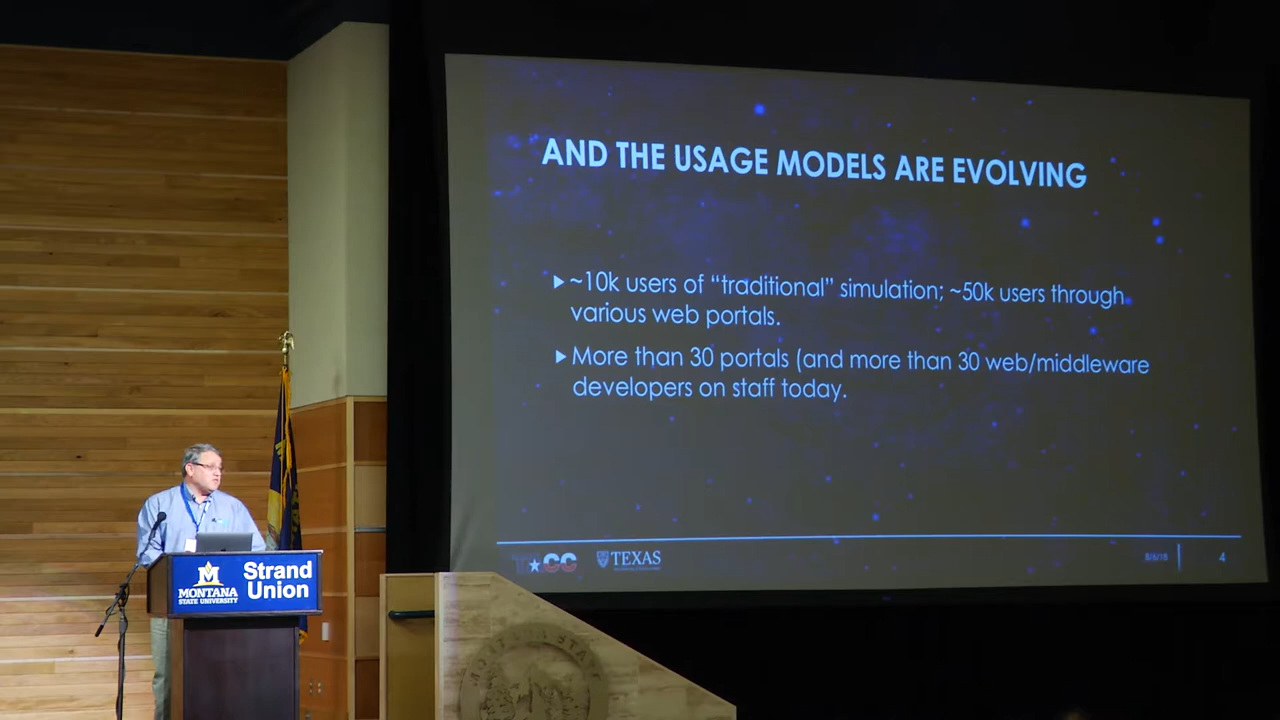 AND THE USAGE MODELS ARE EVOLVING
~10k users of “traditional” simulation; ~50k users through
various web portals.
More than 30 portals (and more than 30 web/middleware
developers on staff today.
TACC
TEXAS
4
MONTANA
STATE UNIVERSITY
Strand
Union